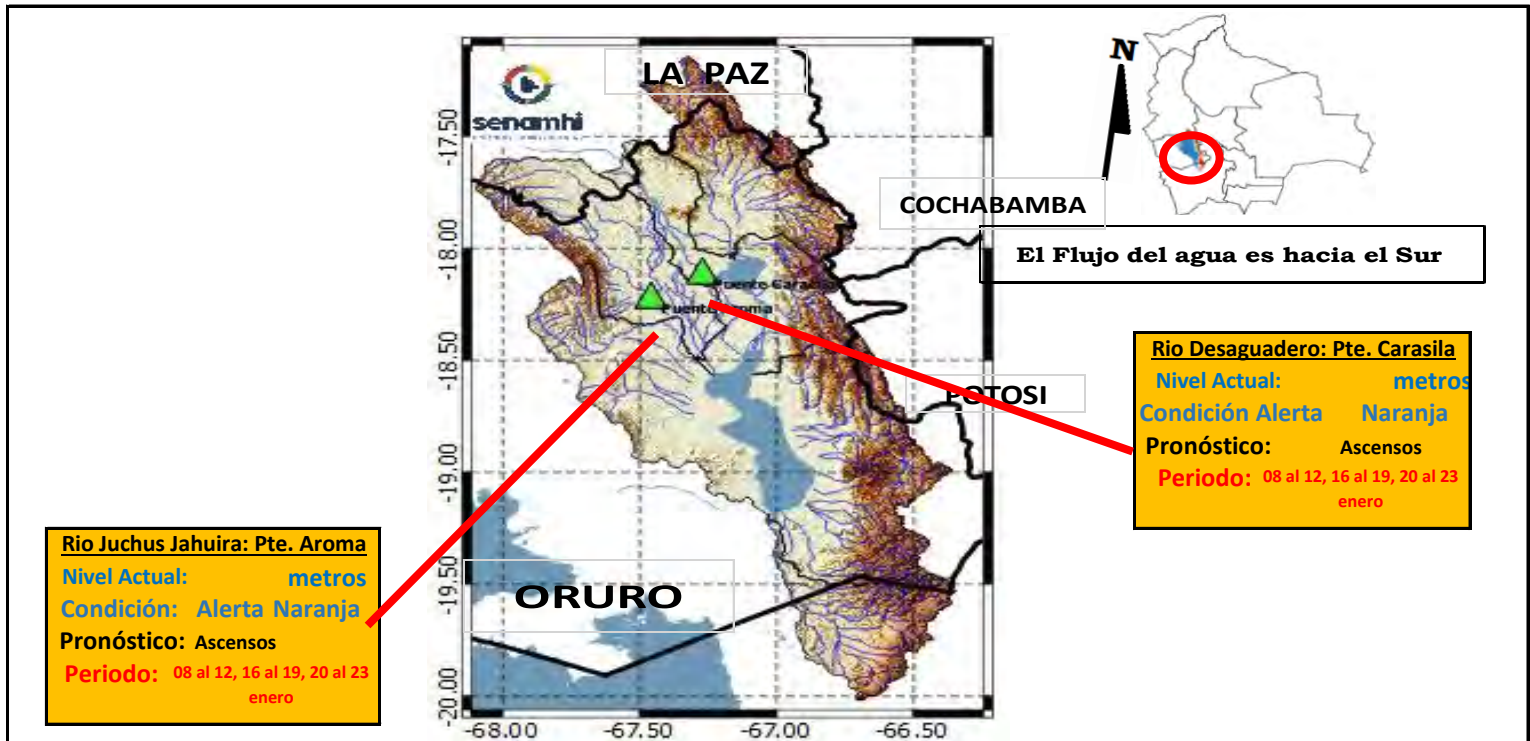 LA PAZ
senamhi
N
COCHABAMBA
El Flujo del agua es hacia el Sur
POTOSI
ORURO
Puente
Puente
Rio Desaguadero: Pte. Carasila
Nivel Actual: metros
Condición Alerta Naranja
Pronóstico: Ascensos
Periodo: 08 al 12, 16 al 19, 20 al 23
enero
Rio Juchus Jahuira: Pte. Aroma
Nivel Actual: metros
Condición: Alerta Naranja
Pronóstico: Ascensos
Periodo: 08 al 12, 16 al 19, 20 al 23
enero
-17.50
-18.00
-18.50
-19.00
-19.50
-20.00
-68.00 -67.50 -67.00 -66.50